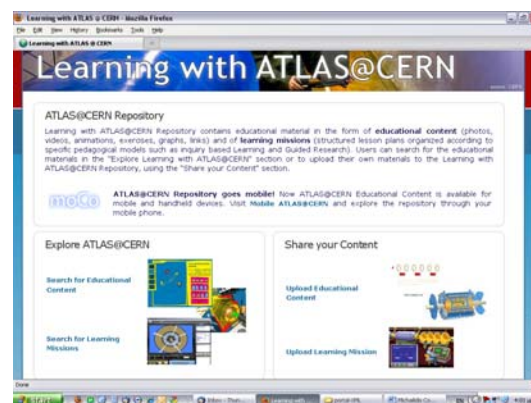 Learning with ATLAS @ CERN - Mozilla Firefox
File Edit View History Bookmarks Tools Help
Learning with ATLAS @ CERN
Learning with ATLAS@CERN
ATLAS@CERN Repository
Learning with ATLAS@CERN Repository contains educational material in the form of educational content (photos,
videos, animations, exercises, graphs, links) and of learning missions (structured lesson plans organized according to
specific pedagogical models such as inquiry based Learning and Guided Research). Users can search for the educational
materials in the "Explore Learning with ATLAS@CERN" section or to upload their own materials to the Learning with
ATLAS@CERN Repository, using the "Share your Content" section.
moCo
ATLAS@CERN Repository goes mobile! Now ATLAS@CERN Educational Content is available for
mobile and handheld devices. Visit Mobile ATLAS@CERN and explore the repository through your
mobile phone.
Explore ATLAS@CERN
Share your Content
Search for Educational
Content
Upload Educational
Content
Search for Learning
Missions
Upload Learning Mission
Done
Learning with ...